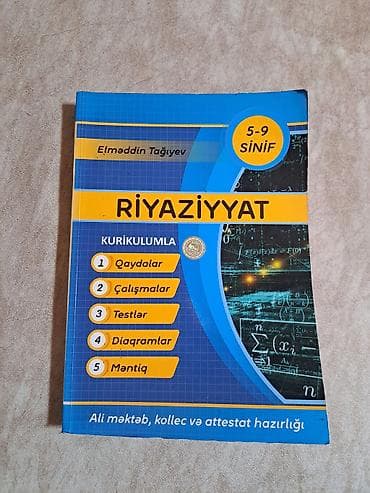 5-9
SİNİF
Elməddin Tağıyev
RİYAZİYYAT
KURİKULUMLA
1 Qaydalar
2 Çalışmalar
3 Testlər
4 Diaqramlar
5 Məntiq
Ali məktəb, kollec və attestat hazırlığı